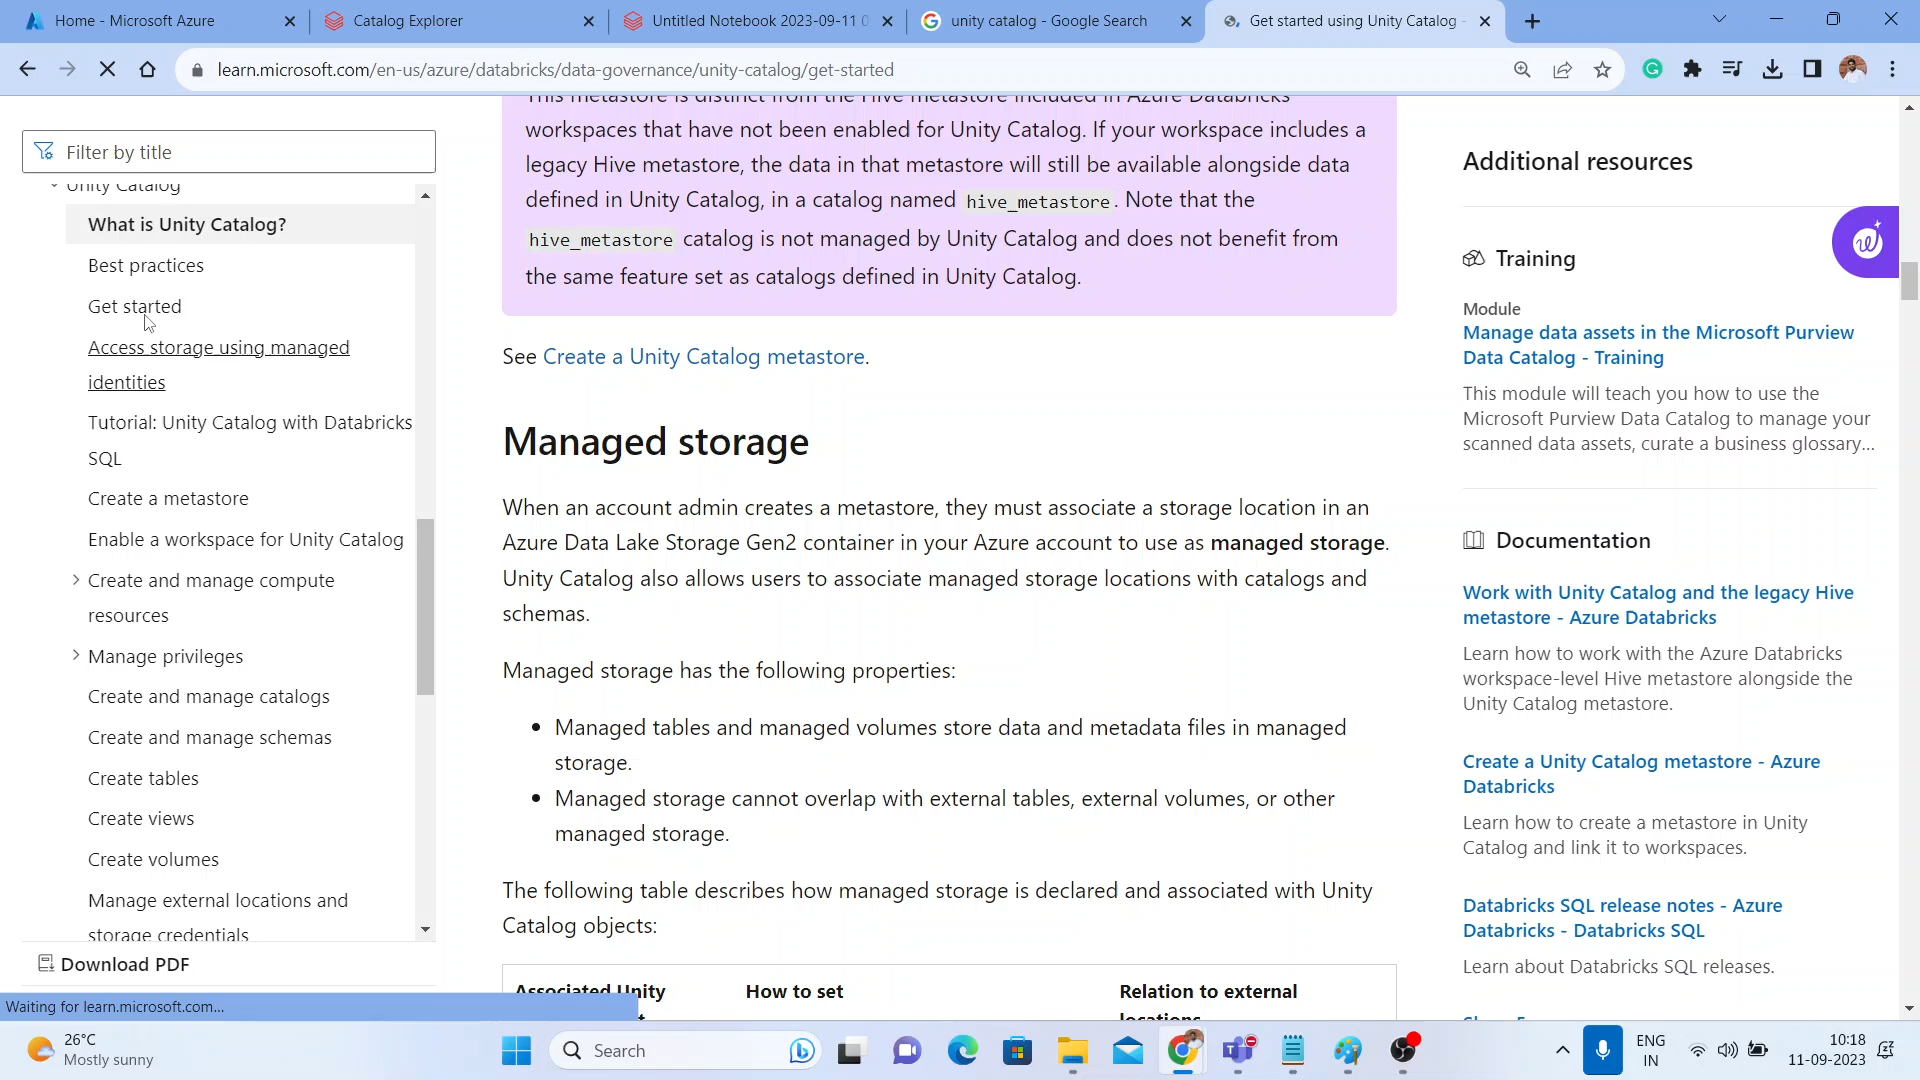 Home - Microsoft Azure
Catalog Explorer
Untitled Notebook 2023-09-11 0
unity catalog - Google Search
Get started using Unity Catalog -
learn.microsoft.com/en-us/azure/databricks/data-governance/unity-catalog/get-started
Filter by title
Unity Catalog
What is Unity Catalog?
Best practices
Get started
Access storage using managed
identities
Tutorial: Unity Catalog with Databricks
SQL
Create a metastore
Enable a workspace for Unity Catalog
Create and manage compute
resources
Manage privileges
Create and manage catalogs
Create and manage schemas
Create tables
Create views
Create volumes
Manage external locations and
storage credentials
Download PDF
Waiting for learn.microsoft.com...
This metastore is distinct from the Hive metastore included in Azure Databricks
workspaces that have not been enabled for Unity Catalog. If your workspace includes a
legacy Hive metastore, the data in that metastore will still be available alongside data
defined in Unity Catalog, in a catalog named hive_metastore. Note that the
hive_metastore catalog is not managed by Unity Catalog and does not benefit from
the same feature set as catalogs defined in Unity Catalog.
See Create a Unity Catalog metastore.
Managed storage
When an account admin creates a metastore, they must associate a storage location in an
Azure Data Lake Storage Gen2 container in your Azure account to use as managed storage.
Unity Catalog also allows users to associate managed storage locations with catalogs and
schemas.
Managed storage has the following properties:
• Managed tables and managed volumes store data and metadata files in managed
storage.
• Managed storage cannot overlap with external tables, external volumes, or other
managed storage.
The following table describes how managed storage is declared and associated with Unity
Catalog objects:
Associated Unity
How to set
Relation to external
locations
Additional resources
Training
Module
Manage data assets in the Microsoft Purview
Data Catalog - Training
This module will teach you how to use the
Microsoft Purview Data Catalog to manage your
scanned data assets, curate a business glossary...
Documentation
Work with Unity Catalog and the legacy Hive
metastore - Azure Databricks
Learn how to work with the Azure Databricks
workspace-level Hive metastore alongside the
Unity Catalog metastore.
Create a Unity Catalog metastore - Azure
Databricks
Learn how to create a metastore in Unity
Catalog and link it to workspaces.
Databricks SQL release notes - Azure
Databricks - Databricks SQL
Learn about Databricks SQL releases.
26°C
Mostly sunny
Search
ENG
IN
10:18
11-09-2023